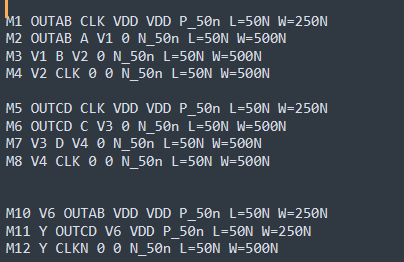 M1 OUTAB CLK VDD VDD P_50n L=50N W=250N
M2 OUTAB A V1 0 N_50n L=50N W=500N
M3 V1 B V2 0 N_50n L=50N W=500N
M4 V2 CLK 0 0 N_50n L=50N W=500N
M5 OUTCD CLK VDD VDD P_50n L=50N W=250N
M6 OUTCD C V3 0 N_50n L=50N W=500N
M7 V3 D V4 0 N_50n L=50N W=500N
M8 V4 CLK 0 0 N_50n L=50N W=500N
M10 V6 OUTAB VDD VDD P_50n L=50N W=250N
M11 Y OUTCD V6 VDD P_50n L=50N W=250N
M12 Y CLKN 0 0 N_50n L=50N W=500N